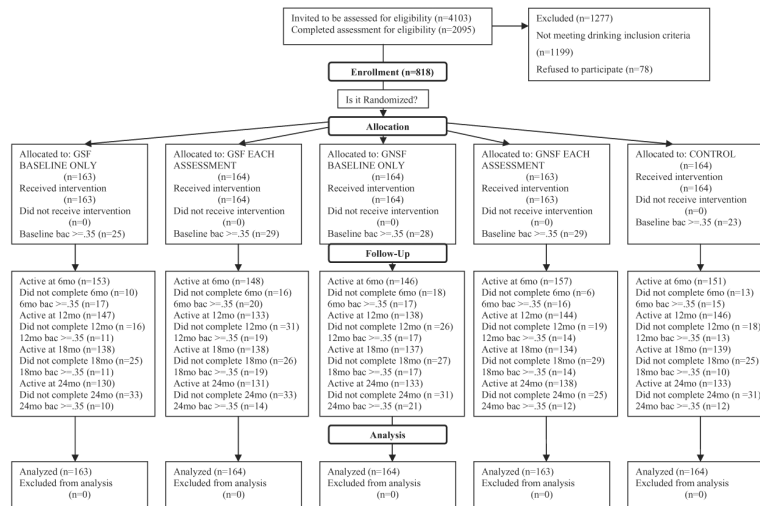 Invited to be assessed for eligibility (n=4103)
Completed assessment for eligibility (n=2095)
Excluded (n=1277)
Not meeting drinking inclusion criteria
(n=1199)
Refused to participate (n=78)
Enrollment (n=818)
Is it Randomized?
Allocation
Allocated to: GSF
BASELINE ONLY
(n=163)
Received intervention
(n=163)
Did not receive intervention
(n=0)
Baseline bac >=.35 (n=25)
Allocated to: GSF EACH
ASSESSMENT
(n=164)
Received intervention
(n=164)
Did not receive intervention
(n=0)
Baseline bac >=.35 (n=29)
Allocated to: GNSF
BASELINE ONLY
(n=164)
Received intervention
(n=164)
Did not receive intervention
(n=0)
Baseline bac >=.35 (n=28)
Allocated to: GNSF EACH
ASSESSMENT
(n=163)
Received intervention
(n=163)
Did not receive intervention
(n=0)
Baseline bac >=.35 (n=29)
Allocated to: CONTROL
(n=164)
Received intervention
(n=164)
Did not receive intervention
(n=0)
Baseline bac >=.35 (n=23)
Follow-Up
Active at 6mo (n=153)
Did not complete 6mo (n=10)
6mo bac >=.35 (n=17)
Active at 12mo (n=147)
Did not complete 12mo (n =16)
12mo bac >=.35 (n=11)
Active at 18mo (n=138)
Did not complete 18mo (n=25)
18mo bac >=.35 (n=11)
Active at 24mo (n=130)
Did not complete 24mo (n=33)
24mo bac >=.35 (n=10)
Active at 6mo (n=148)
Did not complete 6mo (n=16)
6mo bac >=.35 (n=20)
Active at 12mo (n=133)
Did not complete 12mo (n =31)
12mo bac >=.35 (n=19)
Active at 18mo (n=138)
Did not complete 18mo (n=26)
18mo bac >=.35 (n=19)
Active at 24mo (n=131)
Did not complete 24mo (n=33)
24mo bac >=.35 (n=14)
Active at 6mo (n=146)
Did not complete 6mo (n=18)
6mo bac >=.35 (n=17)
Active at 12mo (n=138)
Did not complete 12mo (n =26)
12mo bac >=.35 (n=17)
Active at 18mo (n=137)
Did not complete 18mo (n=27)
18mo bac >=.35 (n=17)
Active at 24mo (n=133)
Did not complete 24mo (n=31)
24mo bac >=.35 (n=21)
Active at 6mo (n=157)
Did not complete 6mo (n=6)
6mo bac >=.35 (n=16)
Active at 12mo (n=144)
Did not complete 12mo (n =19)
12mo bac >=.35 (n=14)
Active at 18mo (n=134)
Did not complete 18mo (n=29)
18mo bac >=.35 (n=14)
Active at 24mo (n=138)
Did not complete 24mo (n=25)
24mo bac >=.35 (n=12)
Active at 6mo (n=151)
Did not complete 6mo (n=13)
6mo bac >=.35 (n=15)
Active at 12mo (n=146)
Did not complete 12mo (n =18)
12mo bac >=.35 (n=13)
Active at 18mo (n=139)
Did not complete 18mo (n=25)
18mo bac >=.35 (n=10)
Active at 24mo (n=133)
Did not complete 24mo (n=31)
24mo bac >=.35 (n=12)
Analysis
Analyzed (n=163)
Excluded from analysis
(n=0)
Analyzed (n=164)
Excluded from analysis
(n=0)
Analyzed (n=164)
Excluded from analysis
(n=0)
Analyzed (n=163)
Excluded from analysis
(n=0)
Analyzed (n=164)
Excluded from analysis
(n=0)